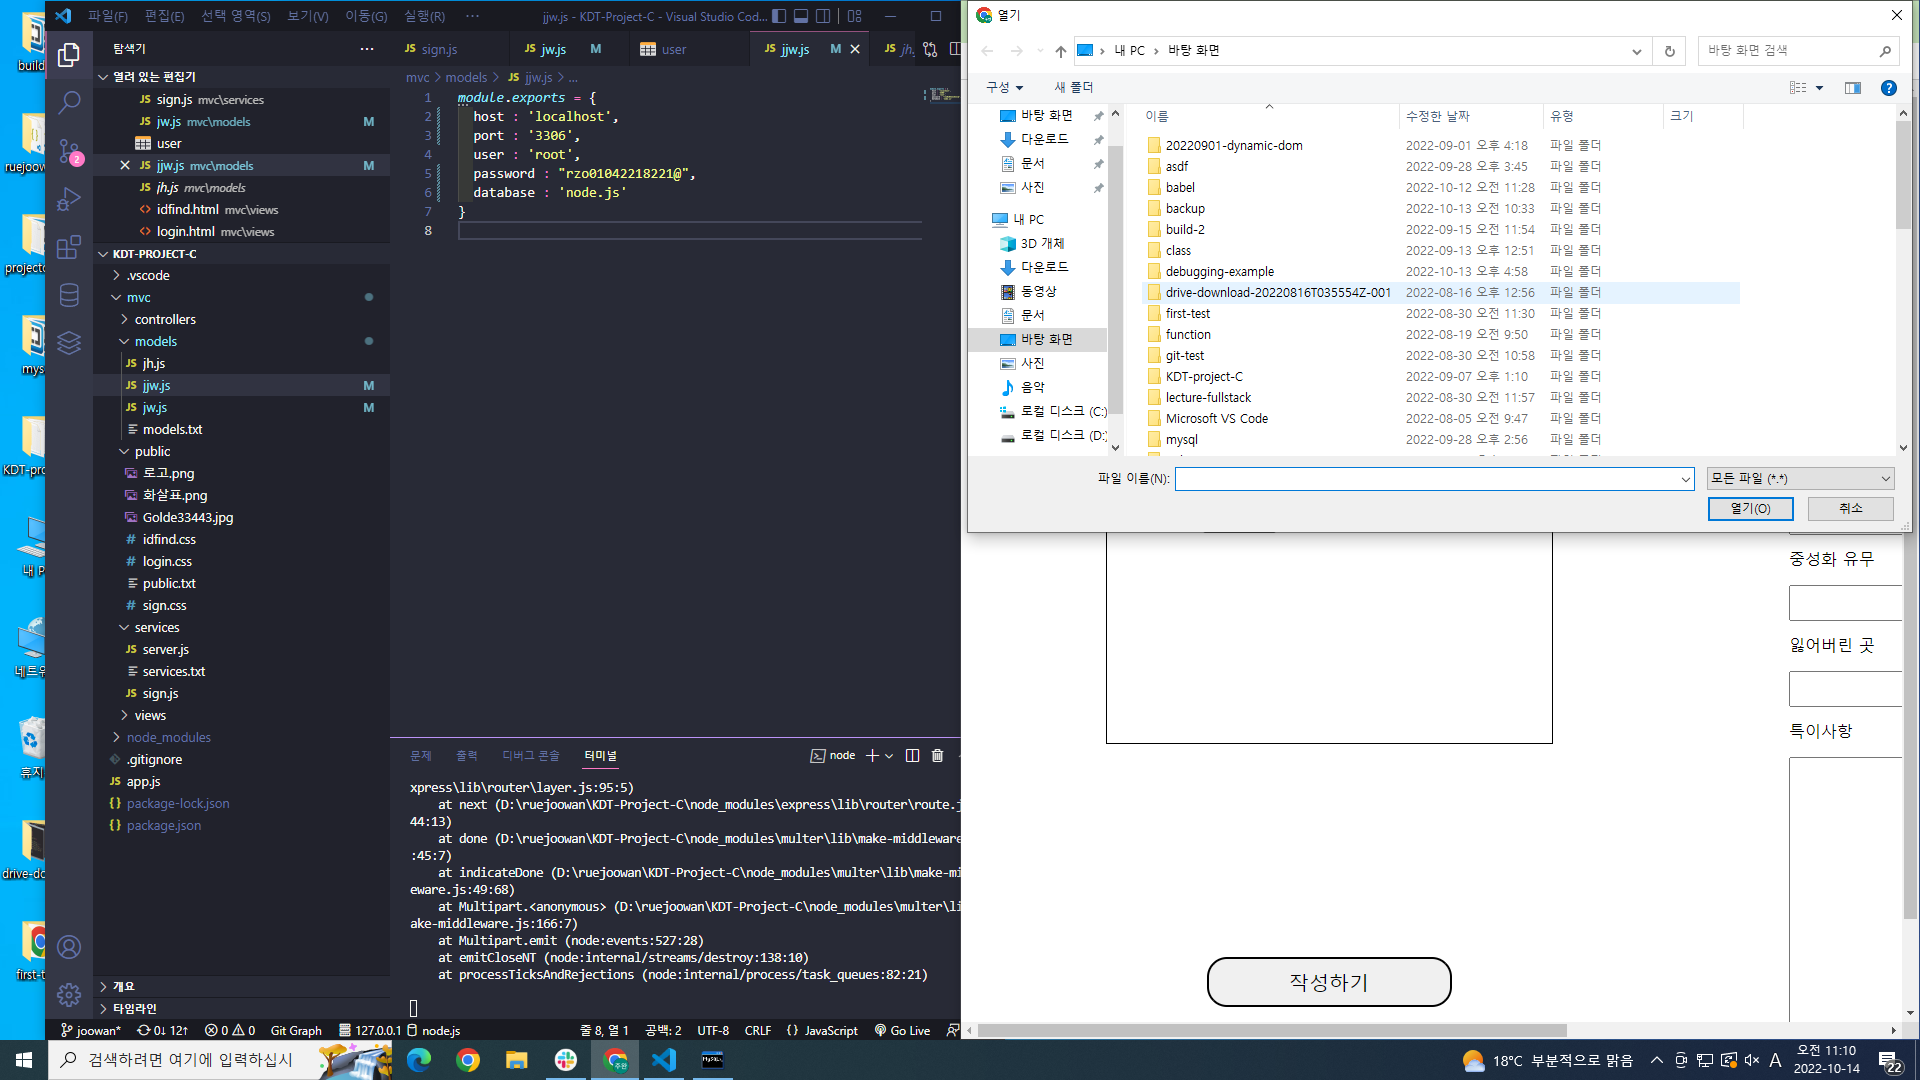 build
ruejoow
projecto
mys
KDT-pro
내 P
네트워
휴지
drive-do
first-t
파일(F)
편집(E)
선택 영역(S)
보기(V)
이동(G)
실행(R)
···
jjw.js - KDT-Project-C - Visual Studio Cod...
탐색기
열려 있는 편집기
JS sign.js mvc\services
JS jw.js mvc\models M
user
JS jjw.js mvc\models M
JS jh.js mvc\models
<> idfind.html mvc\views
<> login.html mvc\views
KDT-PROJECT-C
.vscode
mvc
controllers
models
JS jh.js
JS jjw.js M
JS jw.js M
models.txt
public
로고.png
화살표.png
Golde33443.jpg
# idfind.css
# login.css
public.txt
# sign.css
services
JS server.js
services.txt
JS sign.js
views
node_modules
.gitignore
JS app.js
{} package-lock.json
{} package.json
개요
타임라인
2
JS sign.js
JS jw.js M
user
JS jjw.js M
JS jh.
mvc > models > JS jjw.js > ...
1 module.exports = {
2 host : 'localhost',
3 port : '3306',
4 user : 'root',
5 password : "rzo01042218221@",
6 database : 'node.js'
7 }
8
문제
출력
디버그 콘솔
터미널
node
xpress\lib\router\layer.js:95:5)
at next (D:\ruejoowan\KDT-Project-C\node_modules\express\lib\router\route.j
44:13)
at done (D:\ruejoowan\KDT-Project-C\node_modules\multer\lib\make-middleware
:45:7)
at indicateDone (D:\ruejoowan\KDT-Project-C\node_modules\multer\lib\make-mi
eware.js:49:68)
at Multipart.<anonymous> (D:\ruejoowan\KDT-Project-C\node_modules\multer\li
ake-middleware.js:166:7)
at Multipart.emit (node:events:527:28)
at emitCloseNT (node:internal/streams/destroy:138:10)
at processTicksAndRejections (node:internal/process/task_queues:82:21)
joowan*
0↓ 12↑
0 0
Git Graph
127.0.0.1
node.js
줄 8, 열 1
공백: 2
UTF-8
CRLF
{} JavaScript
Go Live
열기
내 PC > 바탕 화면
바탕 화면 검색
구성
새 폴더
바탕 화면
다운로드
문서
사진
내 PC
3D 개체
다운로드
동영상
문서
바탕 화면
사진
음악
로컬 디스크 (C:)
로컬 디스크 (D:)
이름 수정한 날짜 유형 크기
20220901-dynamic-dom 2022-09-01 오후 4:18 파일 폴더
asdf 2022-09-28 오후 3:45 파일 폴더
babel 2022-10-12 오전 11:28 파일 폴더
backup 2022-10-13 오전 10:33 파일 폴더
build-2 2022-09-15 오전 11:54 파일 폴더
class 2022-09-13 오후 12:51 파일 폴더
debugging-example 2022-10-13 오후 4:58 파일 폴더
drive-download-20220816T035554Z-001 2022-08-16 오후 12:56 파일 폴더
first-test 2022-08-30 오전 11:30 파일 폴더
function 2022-08-19 오전 9:50 파일 폴더
git-test 2022-08-30 오전 10:58 파일 폴더
KDT-project-C 2022-09-07 오후 1:10 파일 폴더
lecture-fullstack 2022-08-30 오전 11:57 파일 폴더
Microsoft VS Code 2022-08-05 오전 9:47 파일 폴더
mysql 2022-09-28 오후 2:56 파일 폴더
파일 이름(N):
모든 파일 (*.*)
열기(O)
취소
중성화 유무
잃어버린 곳
특이사항
작성하기
검색하려면 여기에 입력하십시
18°C 부분적으로 맑음
A
오전 11:10
2022-10-14
22